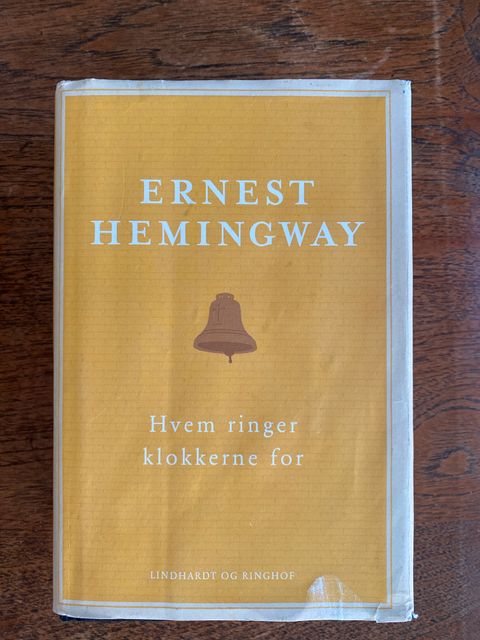 ERNEST
HEMINGWAY
Hvem ringer
klokkerne for
LINDHARDT OG RINGHOF